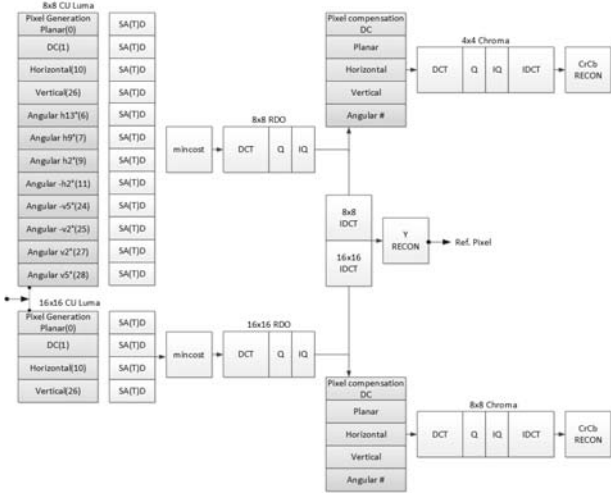 8x8 CU Luma
Pixel Generation
Planar(0)
DC(1)
Horizontal(10)
Vertical(26)
Angular h13°(6)
Angular h9°(7)
Angular h2°(9)
Angular -h2°(11)
Angular -v5°(24)
Angular -v2°(25)
Angular v2°(27)
Angular v5°(28)
SA(T)D
SA(T)D
SA(T)D
SA(T)D
SA(T)D
SA(T)D
SA(T)D
SA(T)D
SA(T)D
SA(T)D
SA(T)D
SA(T)D
mincost
8x8 RDO
DCT
Q
IQ
Pixel compensation
DC
Planar
Horizontal
Vertical
Angular #
4x4 Chroma
DCT
Q
IQ
IDCT
CrCb
RECON
8x8
IDCT
16x16
IDCT
Y
RECON
Ref. Pixel
16x16 CU Luma
Pixel Generation
Planar(0)
DC(1)
Horizontal(10)
Vertical(26)
SA(T)D
SA(T)D
SA(T)D
SA(T)D
mincost
16x16 RDO
DCT
Q
IQ
Pixel compensation
DC
Planar
Horizontal
Vertical
Angular #
8x8 Chroma
DCT
Q
IQ
IDCT
CrCb
RECON